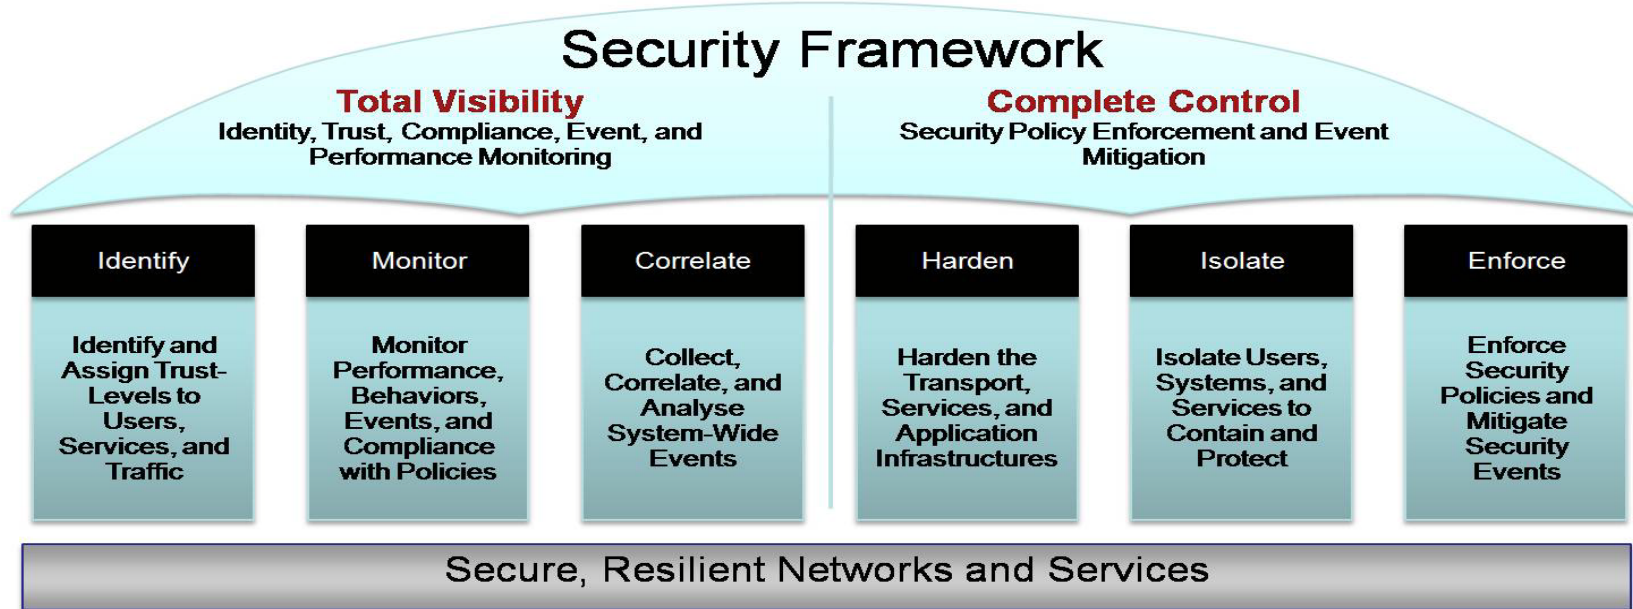 Security Framework
Total Visibility
Identity, Trust, Compliance, Event, and
Performance Monitoring
Complete Control
Security Policy Enforcement and Event
Mitigation
Identify
Identify and
Assign Trust-
Levels to
Users,
Services, and
Traffic
Monitor
Monitor
Performance,
Behaviors,
Events, and
Compliance
with Policies
Correlate
Collect,
Correlate, and
Analyse
System-Wide
Events
Harden
Harden the
Transport,
Services, and
Application
Infrastructures
Isolate
Isolate Users,
Systems, and
Services to
Contain and
Protect
Enforce
Enforce
Security
Policies and
Mitigate
Security
Events
Secure, Resilient Networks and Services